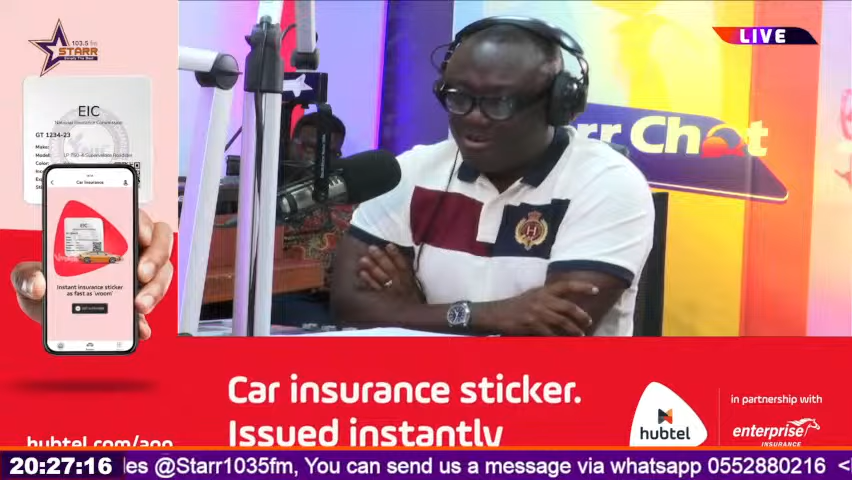 103.5 fm
STARR
LIVE
EIC
GT 1234-23
Starr Chat
Car Insurance
EIC
Instant insurance sticker
as fast as 'vroom'
Car insurance sticker.
Issued instantly
hubtel.com/app
hubtel
in partnership with
enterprise
INSURANCE
20:27:16
les @Starr1035fm, You can send us a message via whatsapp 0552880216 <